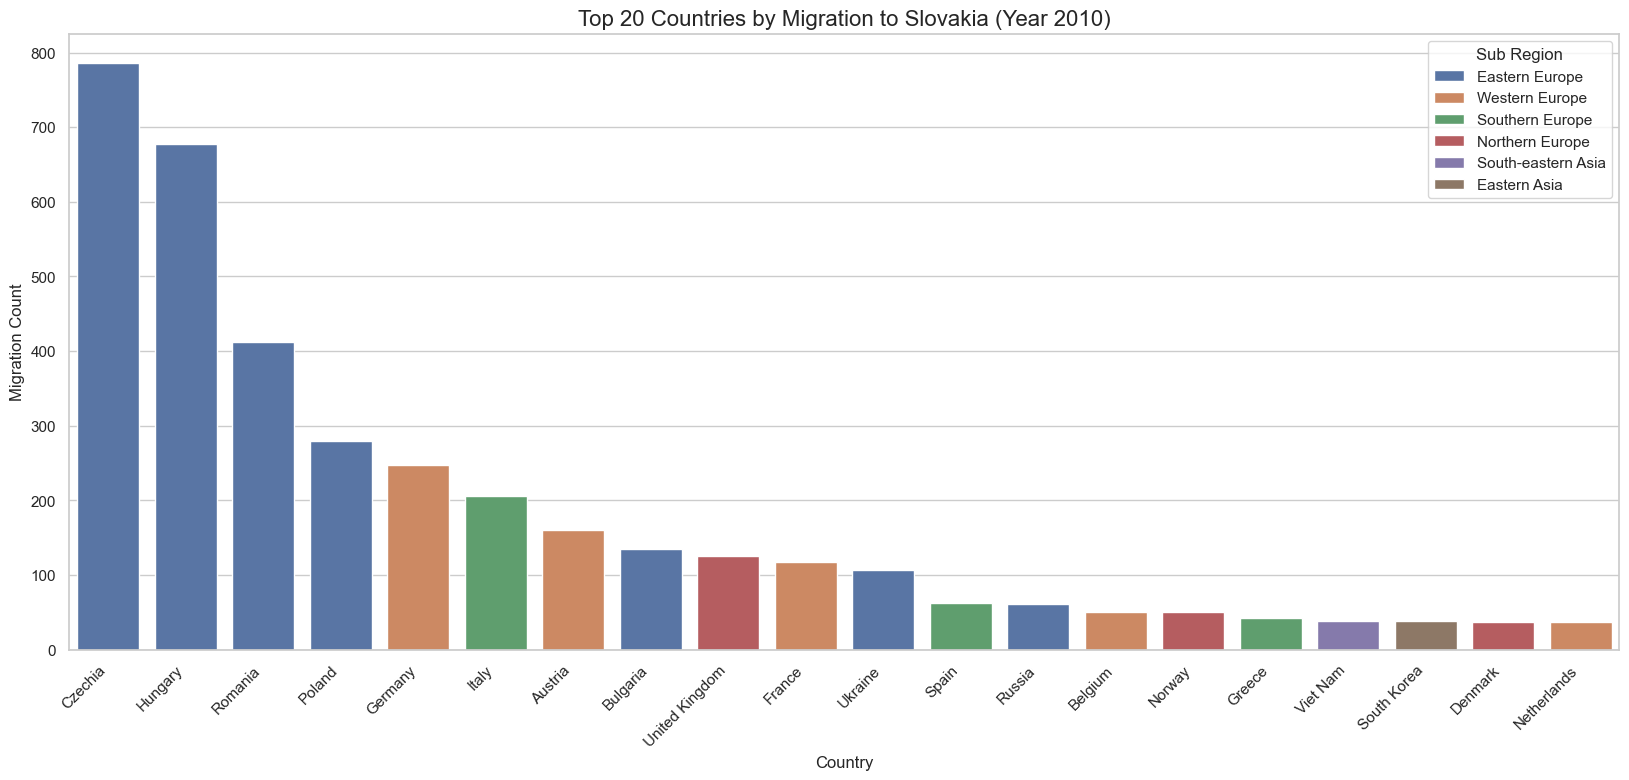 Top 20 Countries by Migration to Slovakia (Year 2010)
Sub Region
Eastern Europe
Western Europe
Southern Europe
Northern Europe
South-eastern Asia
Eastern Asia
Migration Count
800
700
600
500
400
300
200
100
0
Czechia
Hungary
Romania
Poland
Germany
Italy
Austria
Bulgaria
United Kingdom
France
Ukraine
Spain
Russia
Belgium
Norway
Greece
Viet Nam
South Korea
Denmark
Netherlands
Country